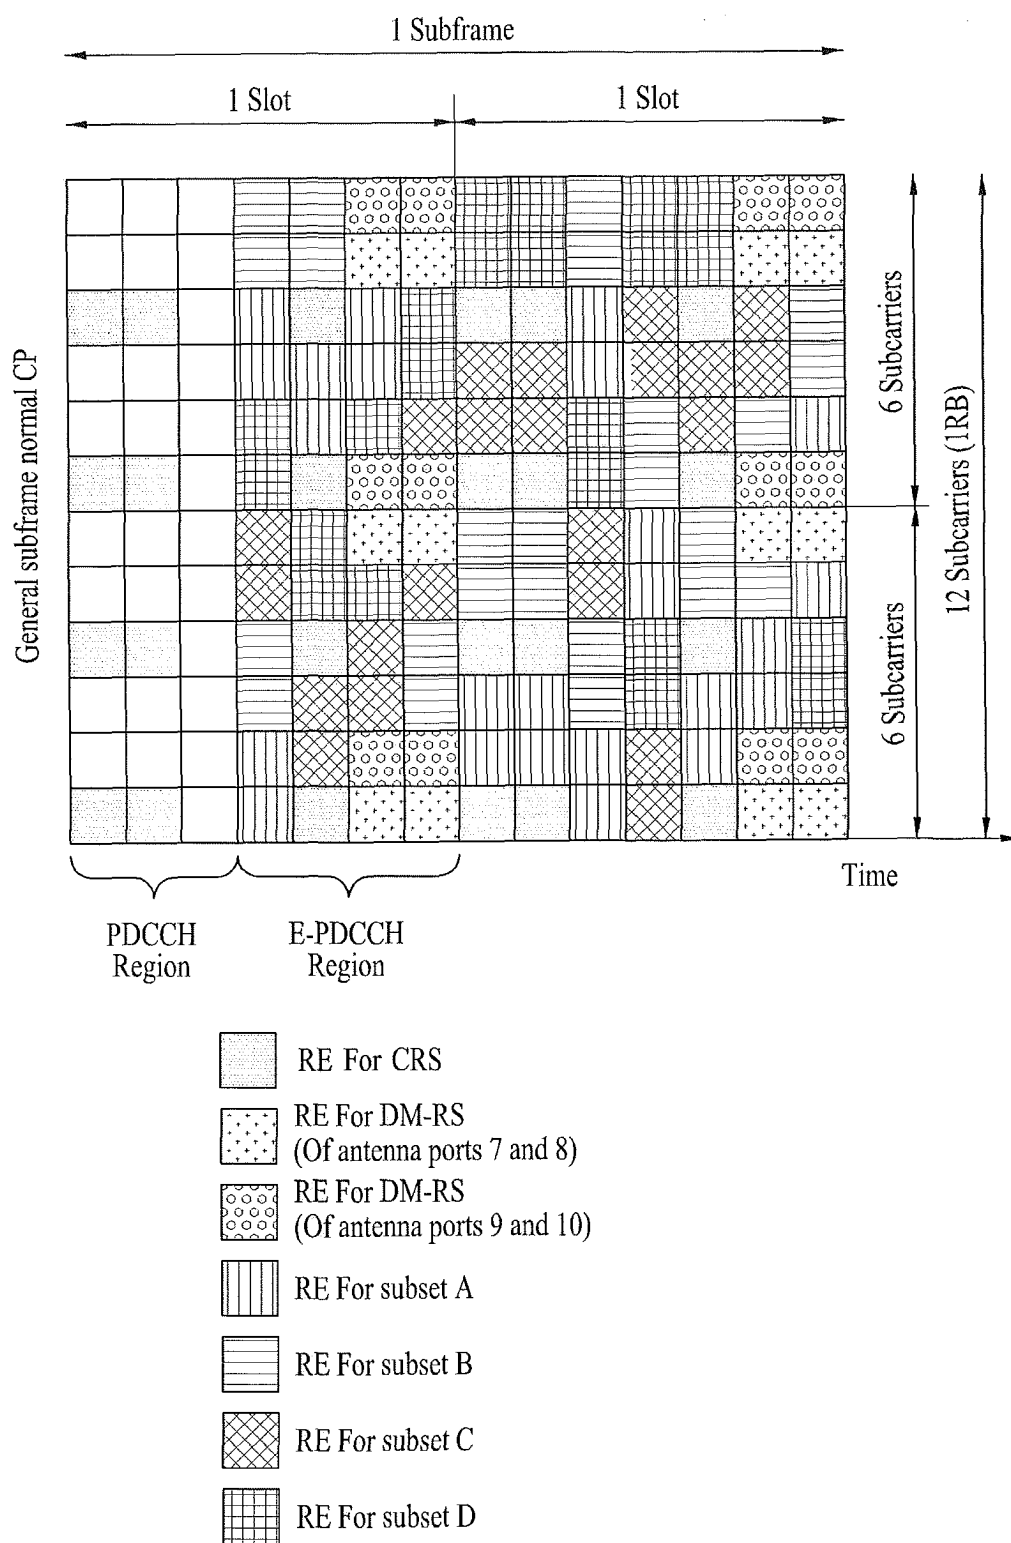 1 Subframe
1 Slot
1 Slot
General subframe normal CP
6 Subcarriers
6 Subcarriers
12 Subcarriers (1RB)
Time
PDCCH
Region
E-PDCCH
Region
RE For CRS
RE For DM-RS
(Of antenna ports 7 and 8)
RE For DM-RS
(Of antenna ports 9 and 10)
RE For subset A
RE For subset B
RE For subset C
RE For subset D